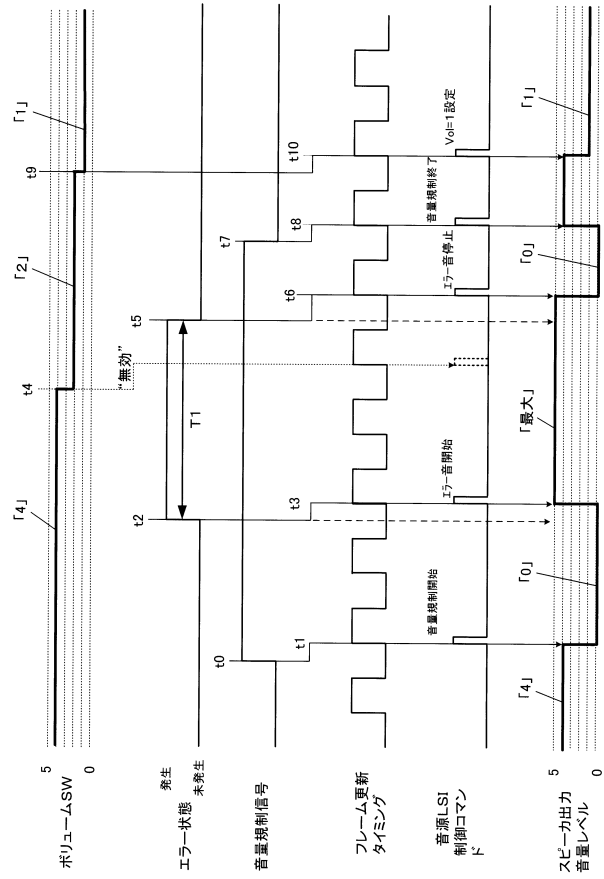 t4
t9
5
「4」
「2」
「1」
ボリュームSW
0
"無効"
t2
t5
発生
T1
エラー状態
未発生
t0
t7
音量規制信号
t1
t3
t6
t8
t10
フレーム更新
タイミング
音量規制開始
エラー音開始
エラー音停止
音量規制終了
Vol=1設定
音源LSI
制御コマン
ド
5
「4」
「0」
「最大」
「0」
「1」
スピーカ出力
音量レベル
0